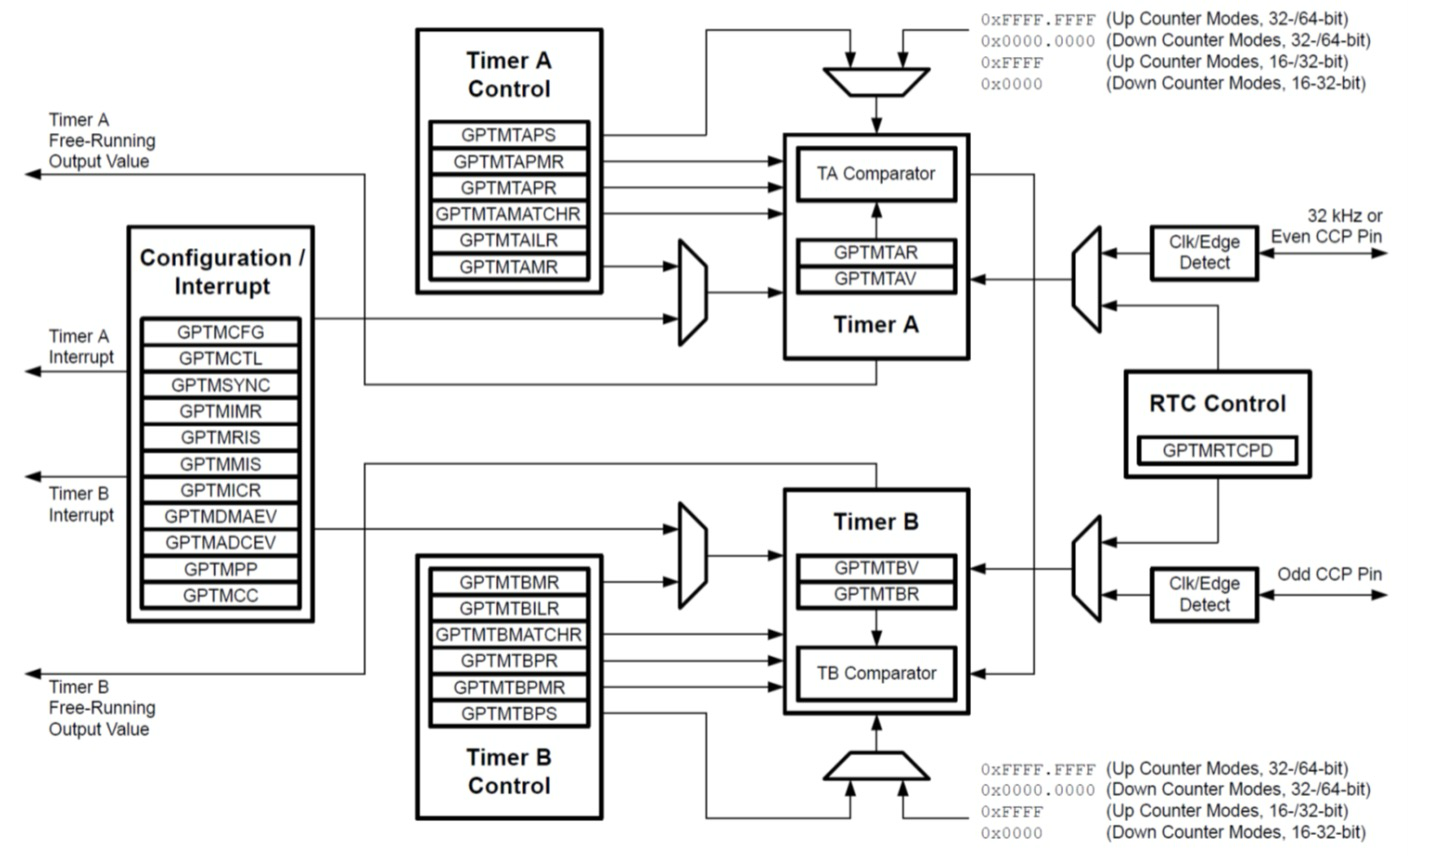 0xFFFF.FFFF (Up Counter Modes, 32-/64-bit)
0x0000.0000 (Down Counter Modes, 32-/64-bit)
0xFFFF (Up Counter Modes, 16-/32-bit)
0x0000 (Down Counter Modes, 16-32-bit)
Timer A
Control
GPTMTAPS
GPTMTAPMR
GPTMTAPR
GPTMTAMATCHR
GPTMTAILR
GPTMTAMR
Timer A
Free-Running
Output Value
TA Comparator
GPTMTAR
GPTMTAV
Timer A
Clk/Edge
Detect
32 kHz or
Even CCP Pin
Configuration /
Interrupt
GPTMCFG
GPTMCTL
GPTMSYNC
GPTMIMR
GPTMRIS
GPTMMIS
GPTMICR
GPTMDMAEV
GPTMADCEV
GPTMPP
GPTMCC
Timer A
Interrupt
Timer B
Interrupt
RTC Control
GPTMRTCPD
Timer B
GPTMTBV
GPTMTBR
TB Comparator
Clk/Edge
Detect
Odd CCP Pin
GPTMTBMR
GPTMTBILR
GPTMTBMATCHR
GPTMTBPR
GPTMTBPMR
GPTMTBPS
Timer B
Control
Timer B
Free-Running
Output Value
0xFFFF.FFFF (Up Counter Modes, 32-/64-bit)
0x0000.0000 (Down Counter Modes, 32-/64-bit)
0xFFFF (Up Counter Modes, 16-/32-bit)
0x0000 (Down Counter Modes, 16-32-bit)